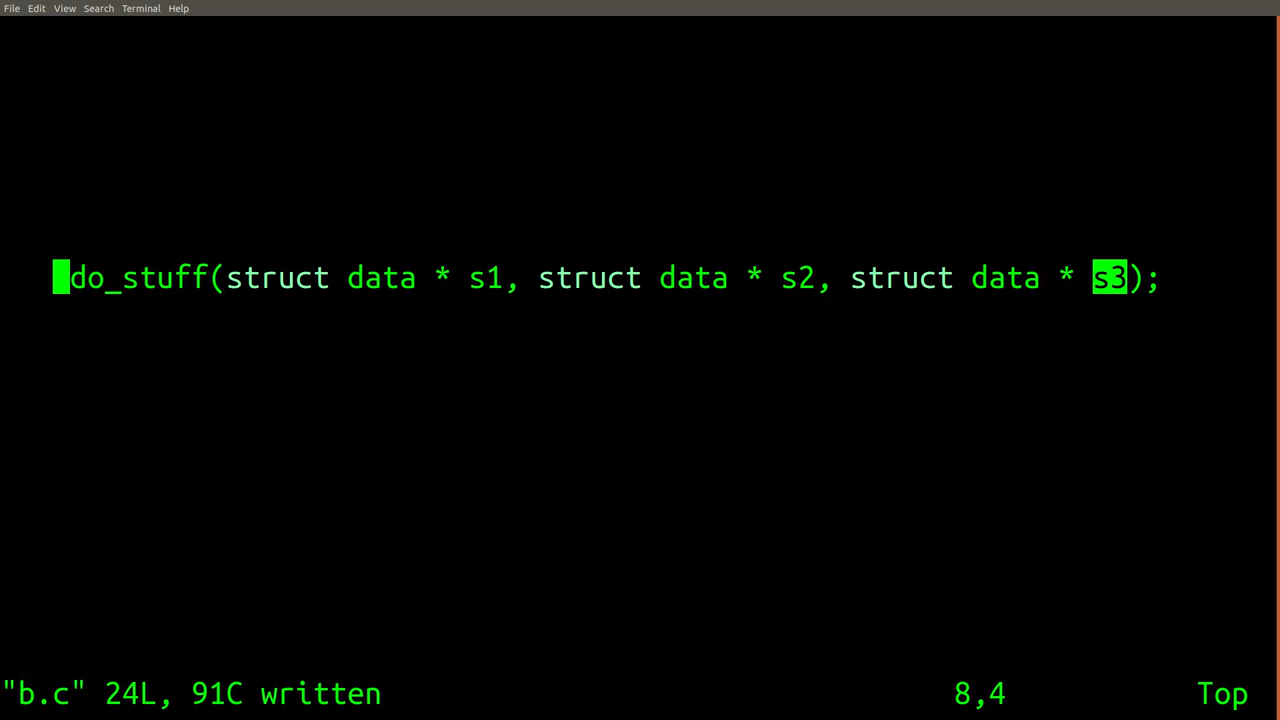 File Edit View Search Terminal Help
do_stuff(struct data * s1, struct data * s2, struct data * s3);
"b.c" 24L, 91C written 8,4 Top